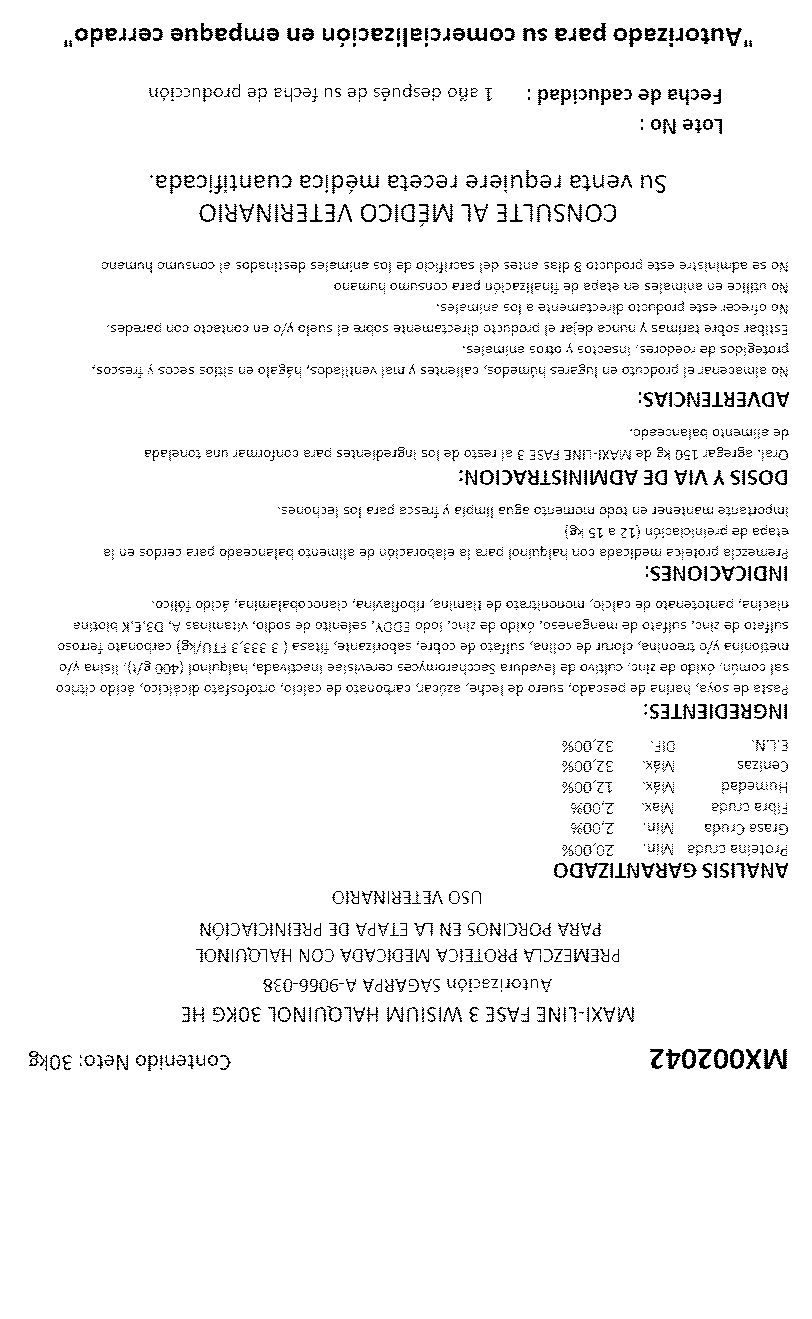 MX002042 Contenido Neto: 30kg
MAXI-LINE FASE 3 WISIUM HALQUINOL 30KG HE
Autorización SAGARPA A-9066-038
PREMEZCLA PROTEICA MEDICADA CON HALQUINOL
PARA PORCINOS EN LA ETAPA DE PREINICIACIÓN
USO VETERINARIO
ANALISIS GARANTIZADO
Proteina cruda Min. 20,00%
Grasa Cruda Min. 2,00%
Fibra cruda Max. 2,00%
Humedad Máx. 12,00%
Cenizas Máx. 32,00%
E.L.N. DIF. 32,00%
INGREDIENTES:
Pasta de soya, harina de pescado, suero de leche, azúcar, carbonato de calcio, ortofosfato dicálcico, ácido cítrico
sal común, óxido de zinc, cultivo de levadura Saccharomyces cerevisiae inactivada, halquinol (400 g/t), lisina y/o
metionina y/o treonina, clorur de colina, sulfato de cobre, saborizante, fitasa ( 3 333,3 FTU/kg) carbonato ferroso
sulfato de zinc, sulfato de manganeso, óxido de zinc, iodo EDDY, selenito de sodio, vitaminas A, D3,E,K biotina
niacina, pantotenato de calcio, mononitrato de tiamina, riboflavina, cianocobalamina, ácido fólico.
INDICACIONES:
Premezcla proteica medicada con halquinol para la elaboración de alimento balanceado para cerdos en la
etapa de preiniciación (12 a 15 kg)
Importante mantener en todo momento agua limpia y fresca para los lechones.
DOSIS Y VIA DE ADMINISTRACION:
Oral, agregar 150 kg de MAXI-LINE FASE 3 al resto de los ingredientes para conformar una tonelada
de alimento balanceado.
ADVERTENCIAS:
No almacenar el prodcuto en lugares húmedos, calientes y mal ventilados, hágalo en sitios secos y frescos,
protegidos de roedores, insectos y otros animales.
Estibar sobre tarimas y nunca dejar el producto directamente sobre el suelo y/o en contacto con paredes.
No ofrecer este producto directamente a los animales.
No utilice en animales en etapa de finalización para consumo humano
No se administre este producto 8 días antes del sacrificio de los animales destinados al consumo humano
CONSULTE AL MÉDICO VETERINARIO
Su venta requiere receta médica cuantificada.
Lote No :
Fecha de caducidad : 1 año después de su fecha de producción
"Autorizado para su comercialización en empaque cerrado"